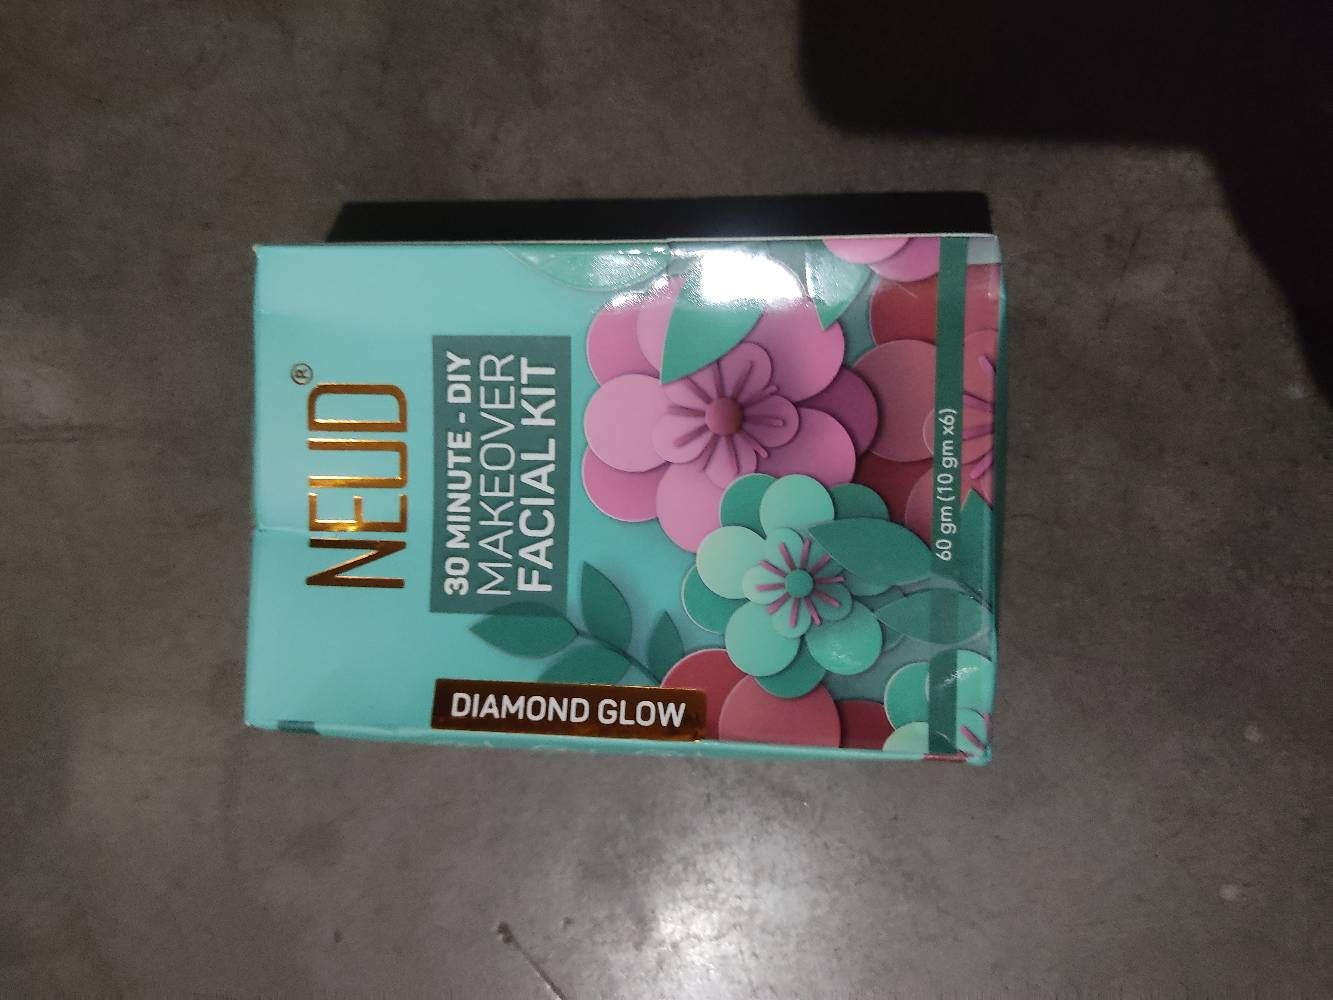 NEUD®
30 MINUTE - DIY
MAKEOVER
FACIAL KIT
DIAMOND GLOW
60 gm (10 gm x6)